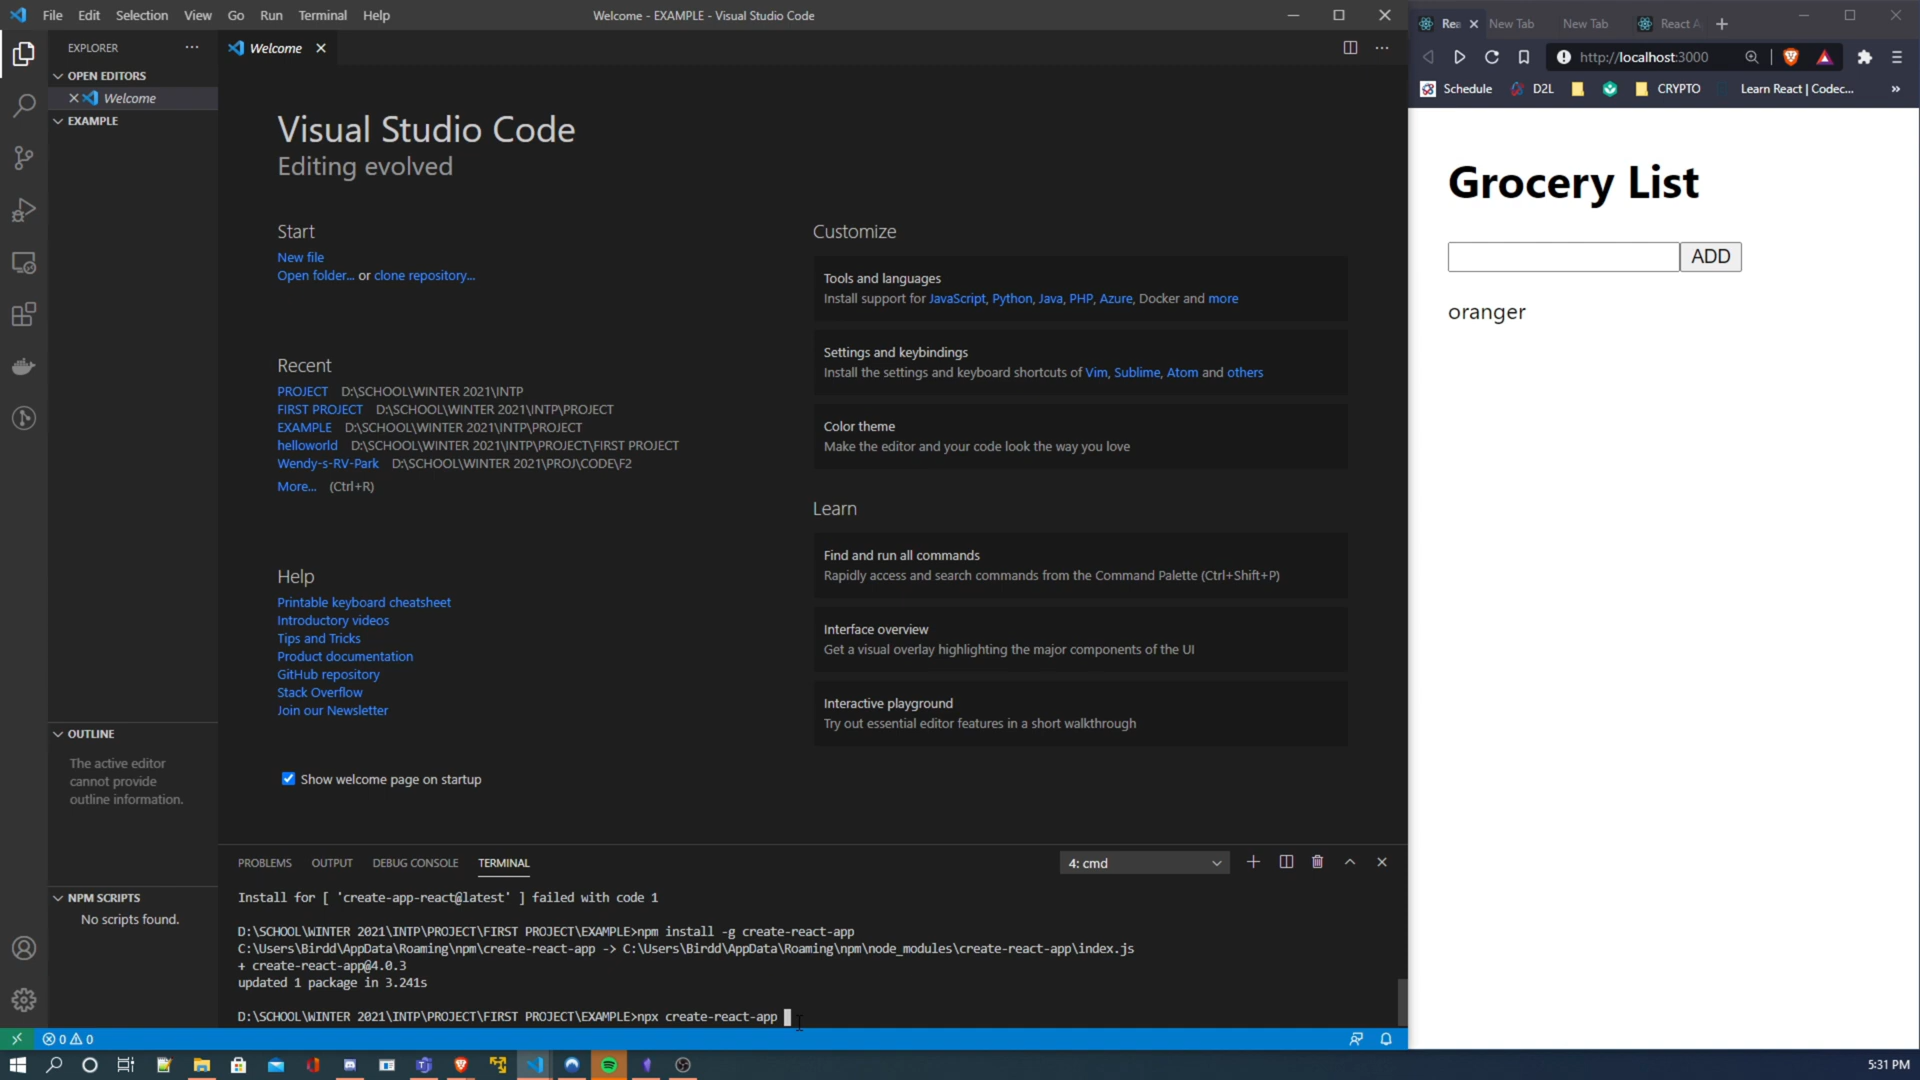 File Edit Selection View Go Run Terminal Help
Welcome - EXAMPLE - Visual Studio Code
EXPLORER
OPEN EDITORS
Welcome
EXAMPLE
OUTLINE
The active editor
cannot provide
outline information.
NPM SCRIPTS
No scripts found.
Welcome
Visual Studio Code
Editing evolved
Start
New file
Open folder... or clone repository...
Recent
PROJECT D:\SCHOOL\WINTER 2021\INTP
FIRST PROJECT D:\SCHOOL\WINTER 2021\INTP\PROJECT
EXAMPLE D:\SCHOOL\WINTER 2021\INTP\PROJECT
helloworld D:\SCHOOL\WINTER 2021\INTP\PROJECT\FIRST PROJECT
Wendy-s-RV-Park D:\SCHOOL\WINTER 2021\PROJ\CODE\F2
More... (Ctrl+R)
Help
Printable keyboard cheatsheet
Introductory videos
Tips and Tricks
Product documentation
GitHub repository
Stack Overflow
Join our Newsletter
Show welcome page on startup
Customize
Tools and languages
Install support for JavaScript, Python, Java, PHP, Azure, Docker and more
Settings and keybindings
Install the settings and keyboard shortcuts of Vim, Sublime, Atom and others
Color theme
Make the editor and your code look the way you love
Learn
Find and run all commands
Rapidly access and search commands from the Command Palette (Ctrl+Shift+P)
Interface overview
Get a visual overlay highlighting the major components of the UI
Interactive playground
Try out essential editor features in a short walkthrough
PROBLEMS OUTPUT DEBUG CONSOLE TERMINAL
4: cmd
Install for [ 'create-app-react@latest' ] failed with code 1
D:\SCHOOL\WINTER 2021\INTP\PROJECT\FIRST PROJECT\EXAMPLE>npm install -g create-react-app
C:\Users\Birdd\AppData\Roaming\npm\create-react-app -> C:\Users\Birdd\AppData\Roaming\npm\node_modules\create-react-app\index.js
+ create-react-app@4.0.3
updated 1 package in 3.241s
D:\SCHOOL\WINTER 2021\INTP\PROJECT\FIRST PROJECT\EXAMPLE>npx create-react-app
0 0
Rea New Tab New Tab React A
http://localhost:3000
Schedule D2L CRYPTO Learn React | Codec... »
Grocery List
ADD
oranger
5:31 PM